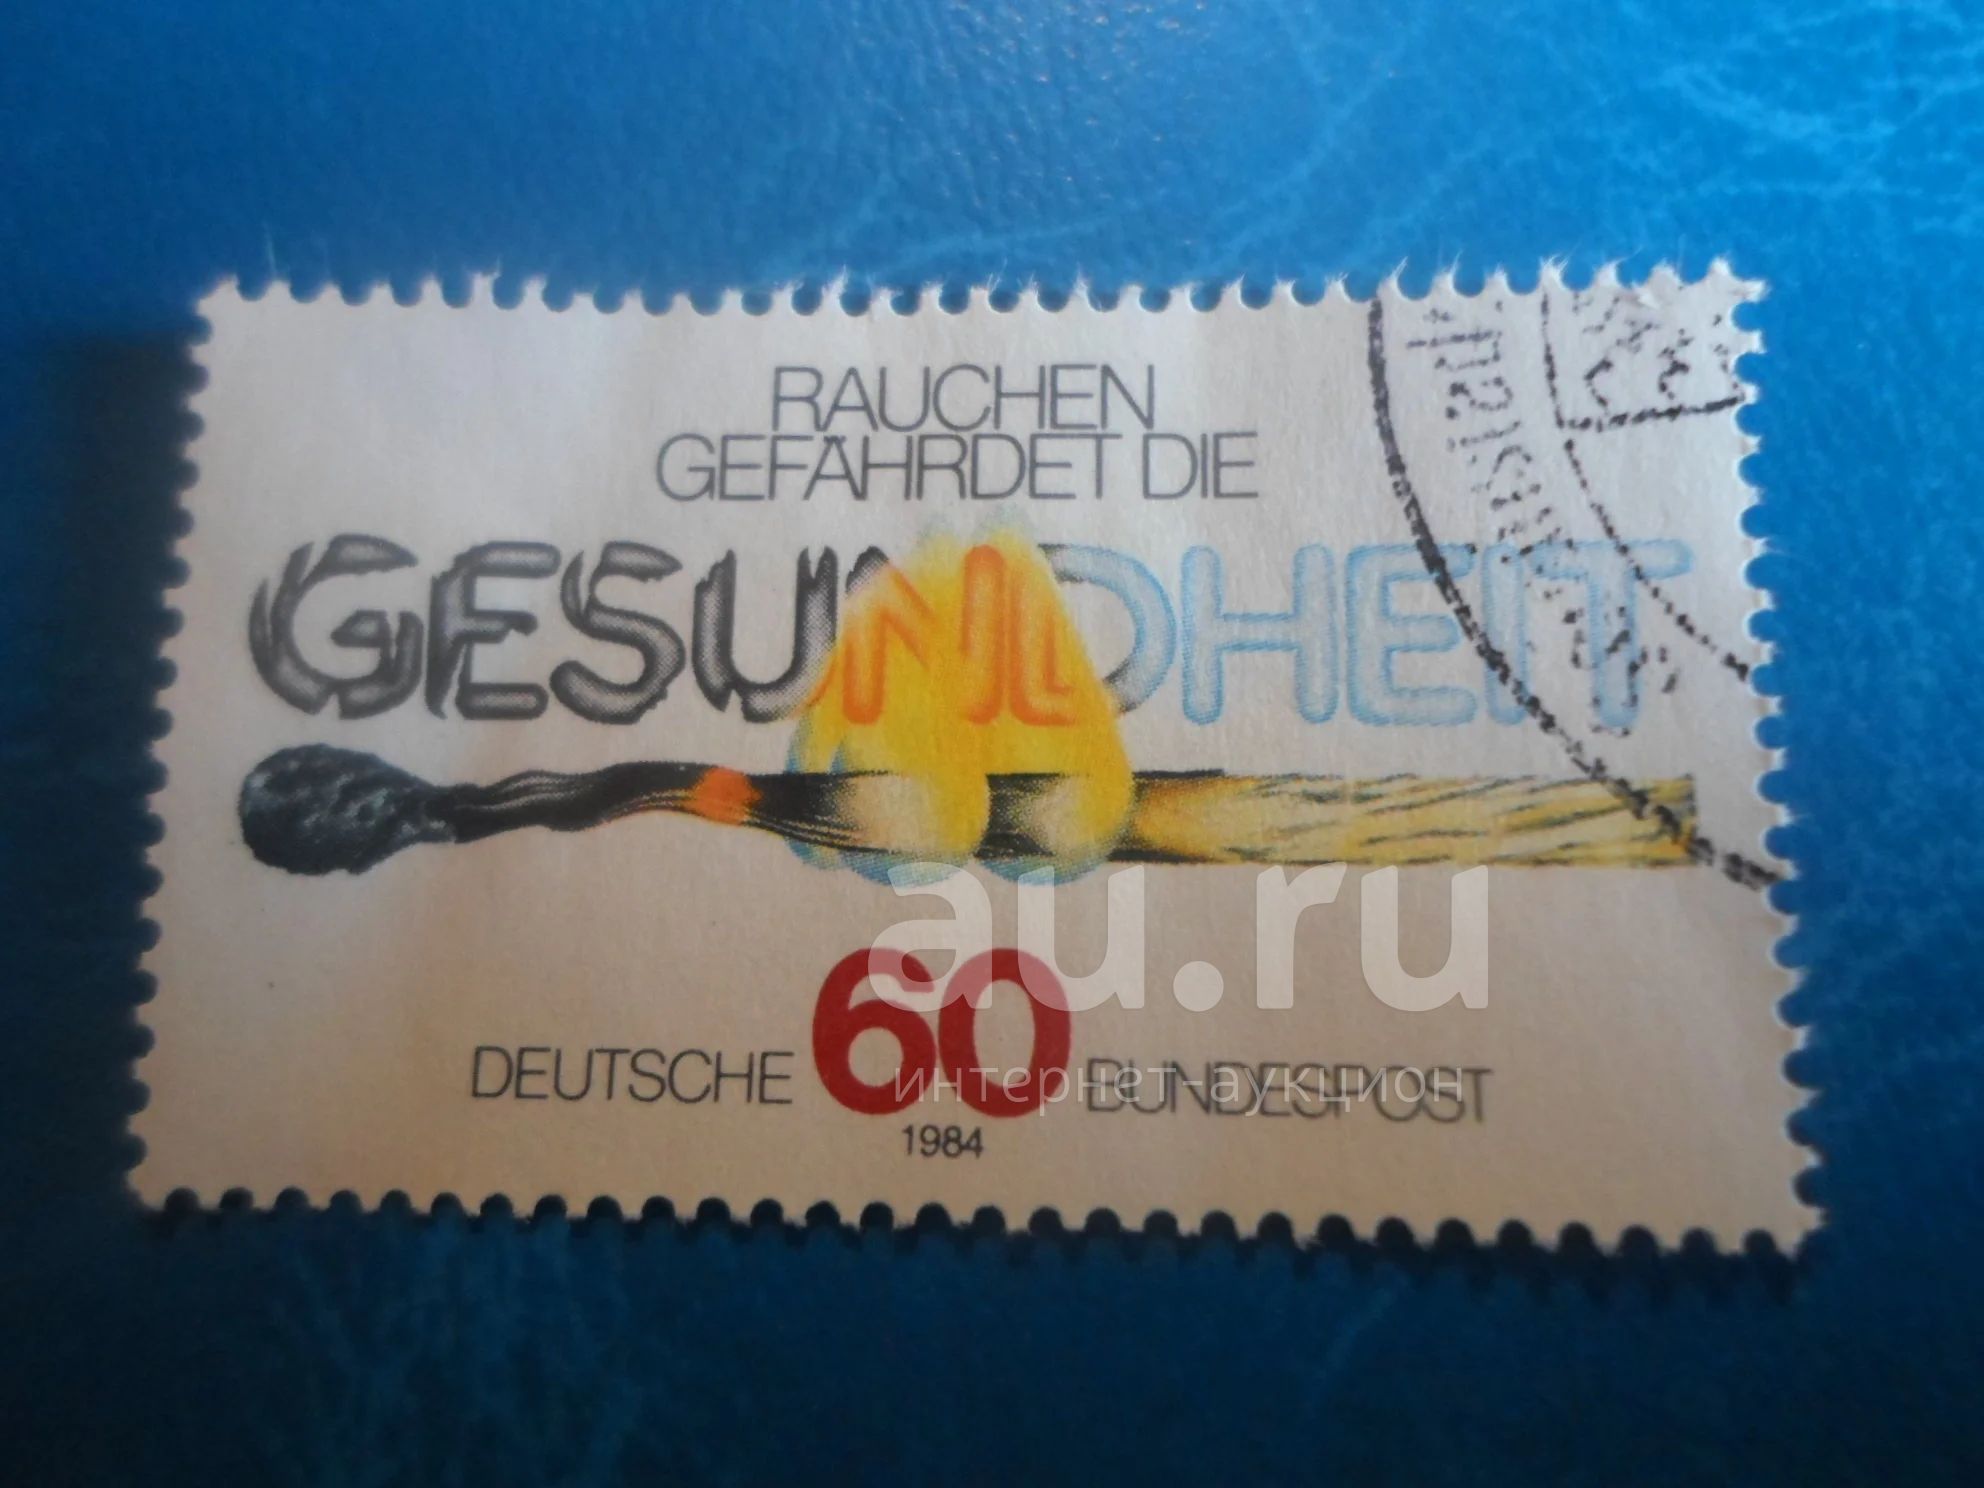 RAUCHEN
GEFÄHRDET DIE
GESUNDHEIT
au.ru
DEUTSCHE 60 BUNDESPOST
интернет-аукцион
1984